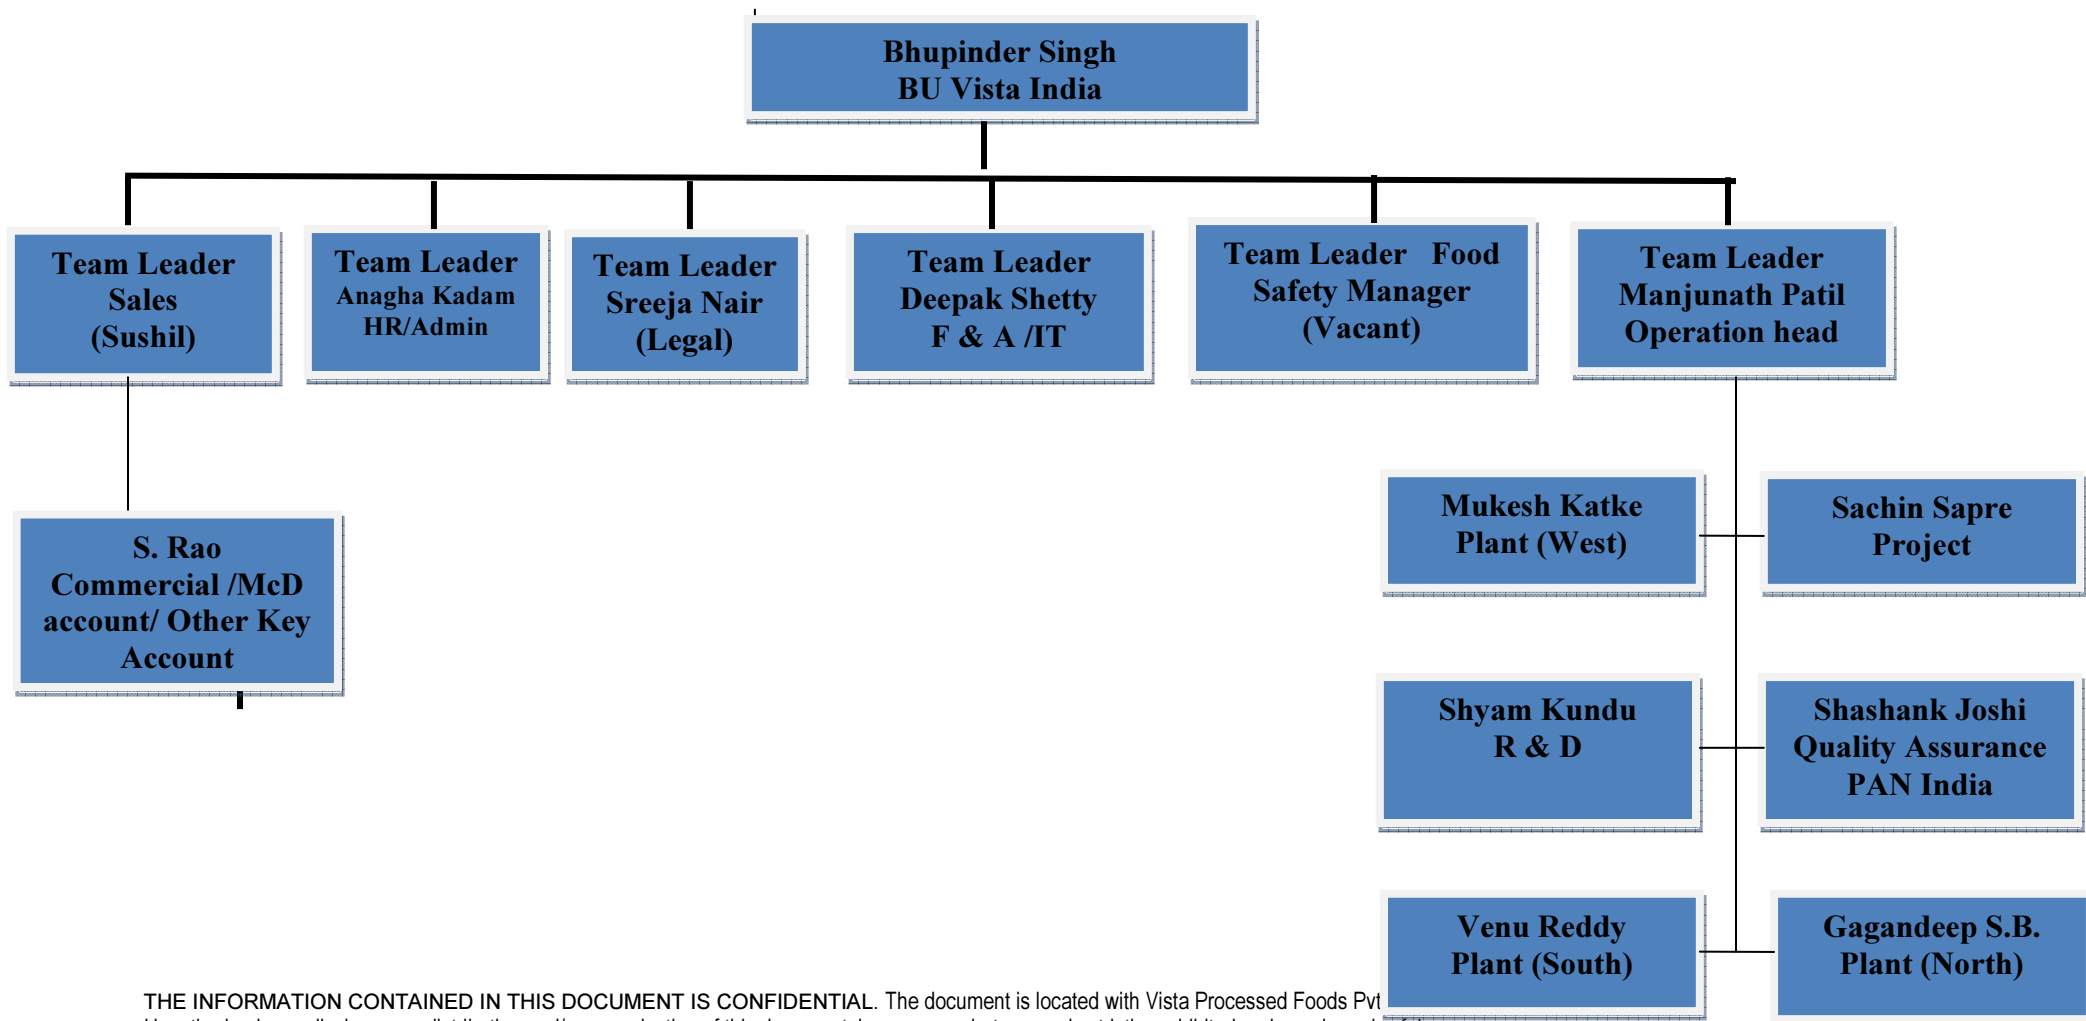 Bhupinder Singh
BU Vista India
Team Leader
Sales
(Sushil)
Team Leader
Anagha Kadam
HR/Admin
Team Leader
Sreeja Nair
(Legal)
Team Leader
Deepak Shetty
F & A /IT
Team Leader Food
Safety Manager
(Vacant)
Team Leader
Manjunath Patil
Operation head
S. Rao
Commercial /McD
account/ Other Key
Account
Mukesh Katke
Plant (West)
Sachin Sapre
Project
Shyam Kundu
R & D
Shashank Joshi
Quality Assurance
PAN India
Venu Reddy
Plant (South)
Gagandeep S.B.
Plant (North)
THE INFORMATION CONTAINED IN THIS DOCUMENT IS CONFIDENTIAL. The document is located with Vista Processed Foods Pvt